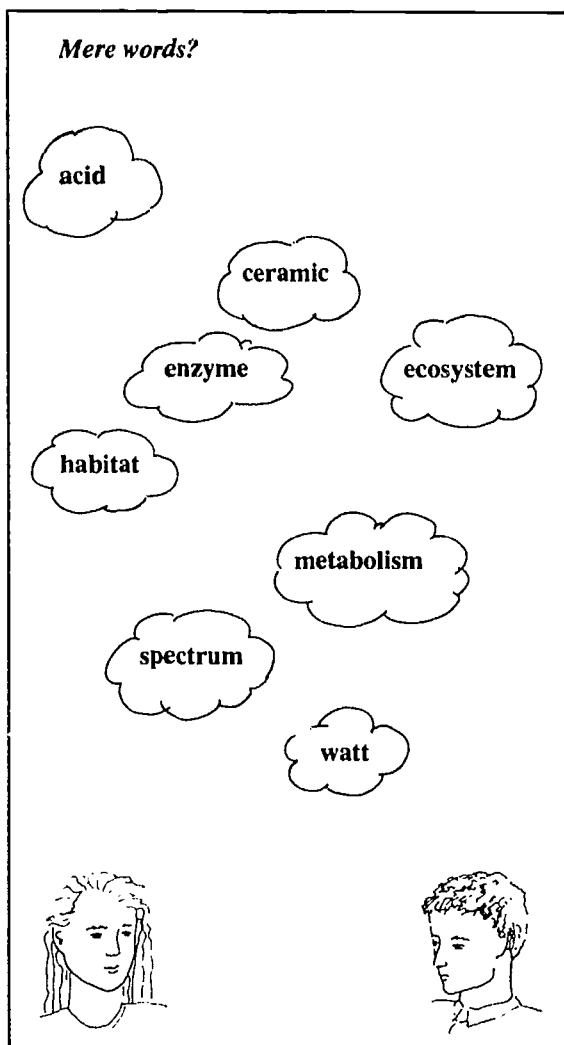 Mere words?
acid
ceramic
enzyme
ecosystem
habitat
metabolism
spectrum
watt